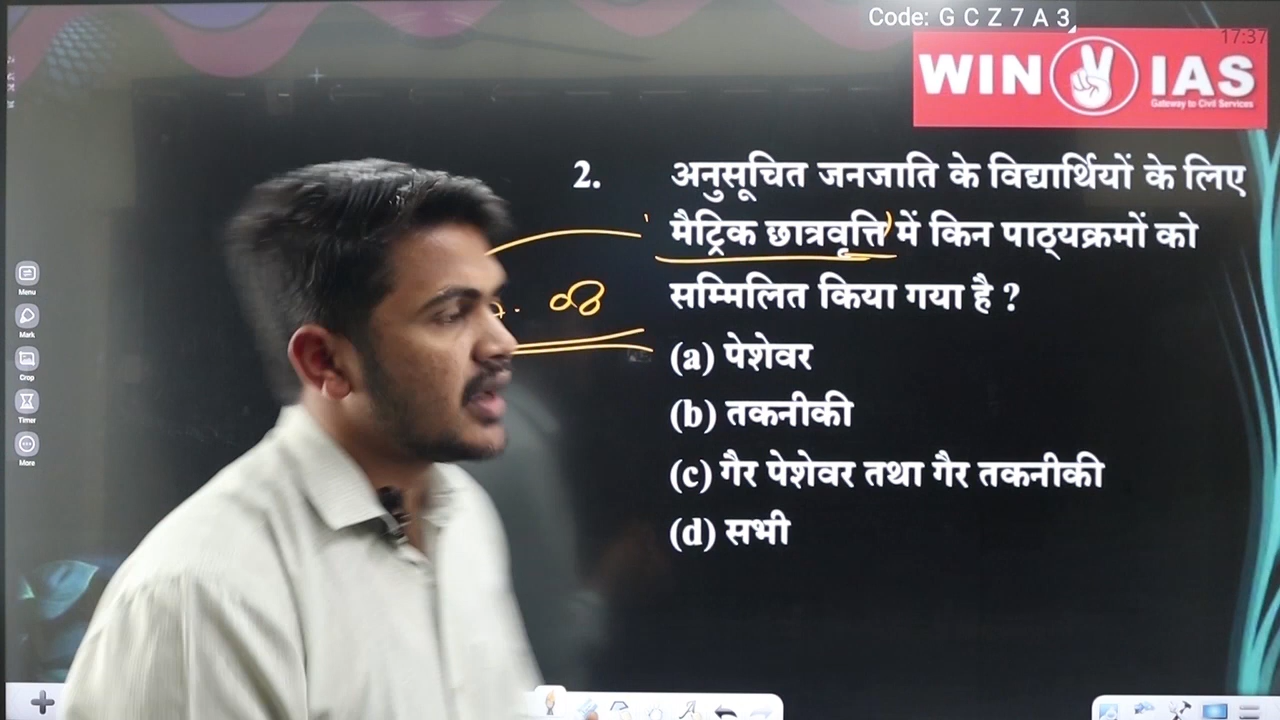 Code: G C Z 7 A 3
17:37
WIN IAS
Gateway to Civil Services
2. अनुसूचित जनजाति के विद्यार्थियों के लिए
मैट्रिक छात्रवृत्ति में किन पाठ्यक्रमों को
सम्मिलित किया गया है ?
(a) पेशेवर
(b) तकनीकी
(c) गैर पेशेवर तथा गैर तकनीकी
(d) सभी
Menu
Mark
Crop
Timer
More